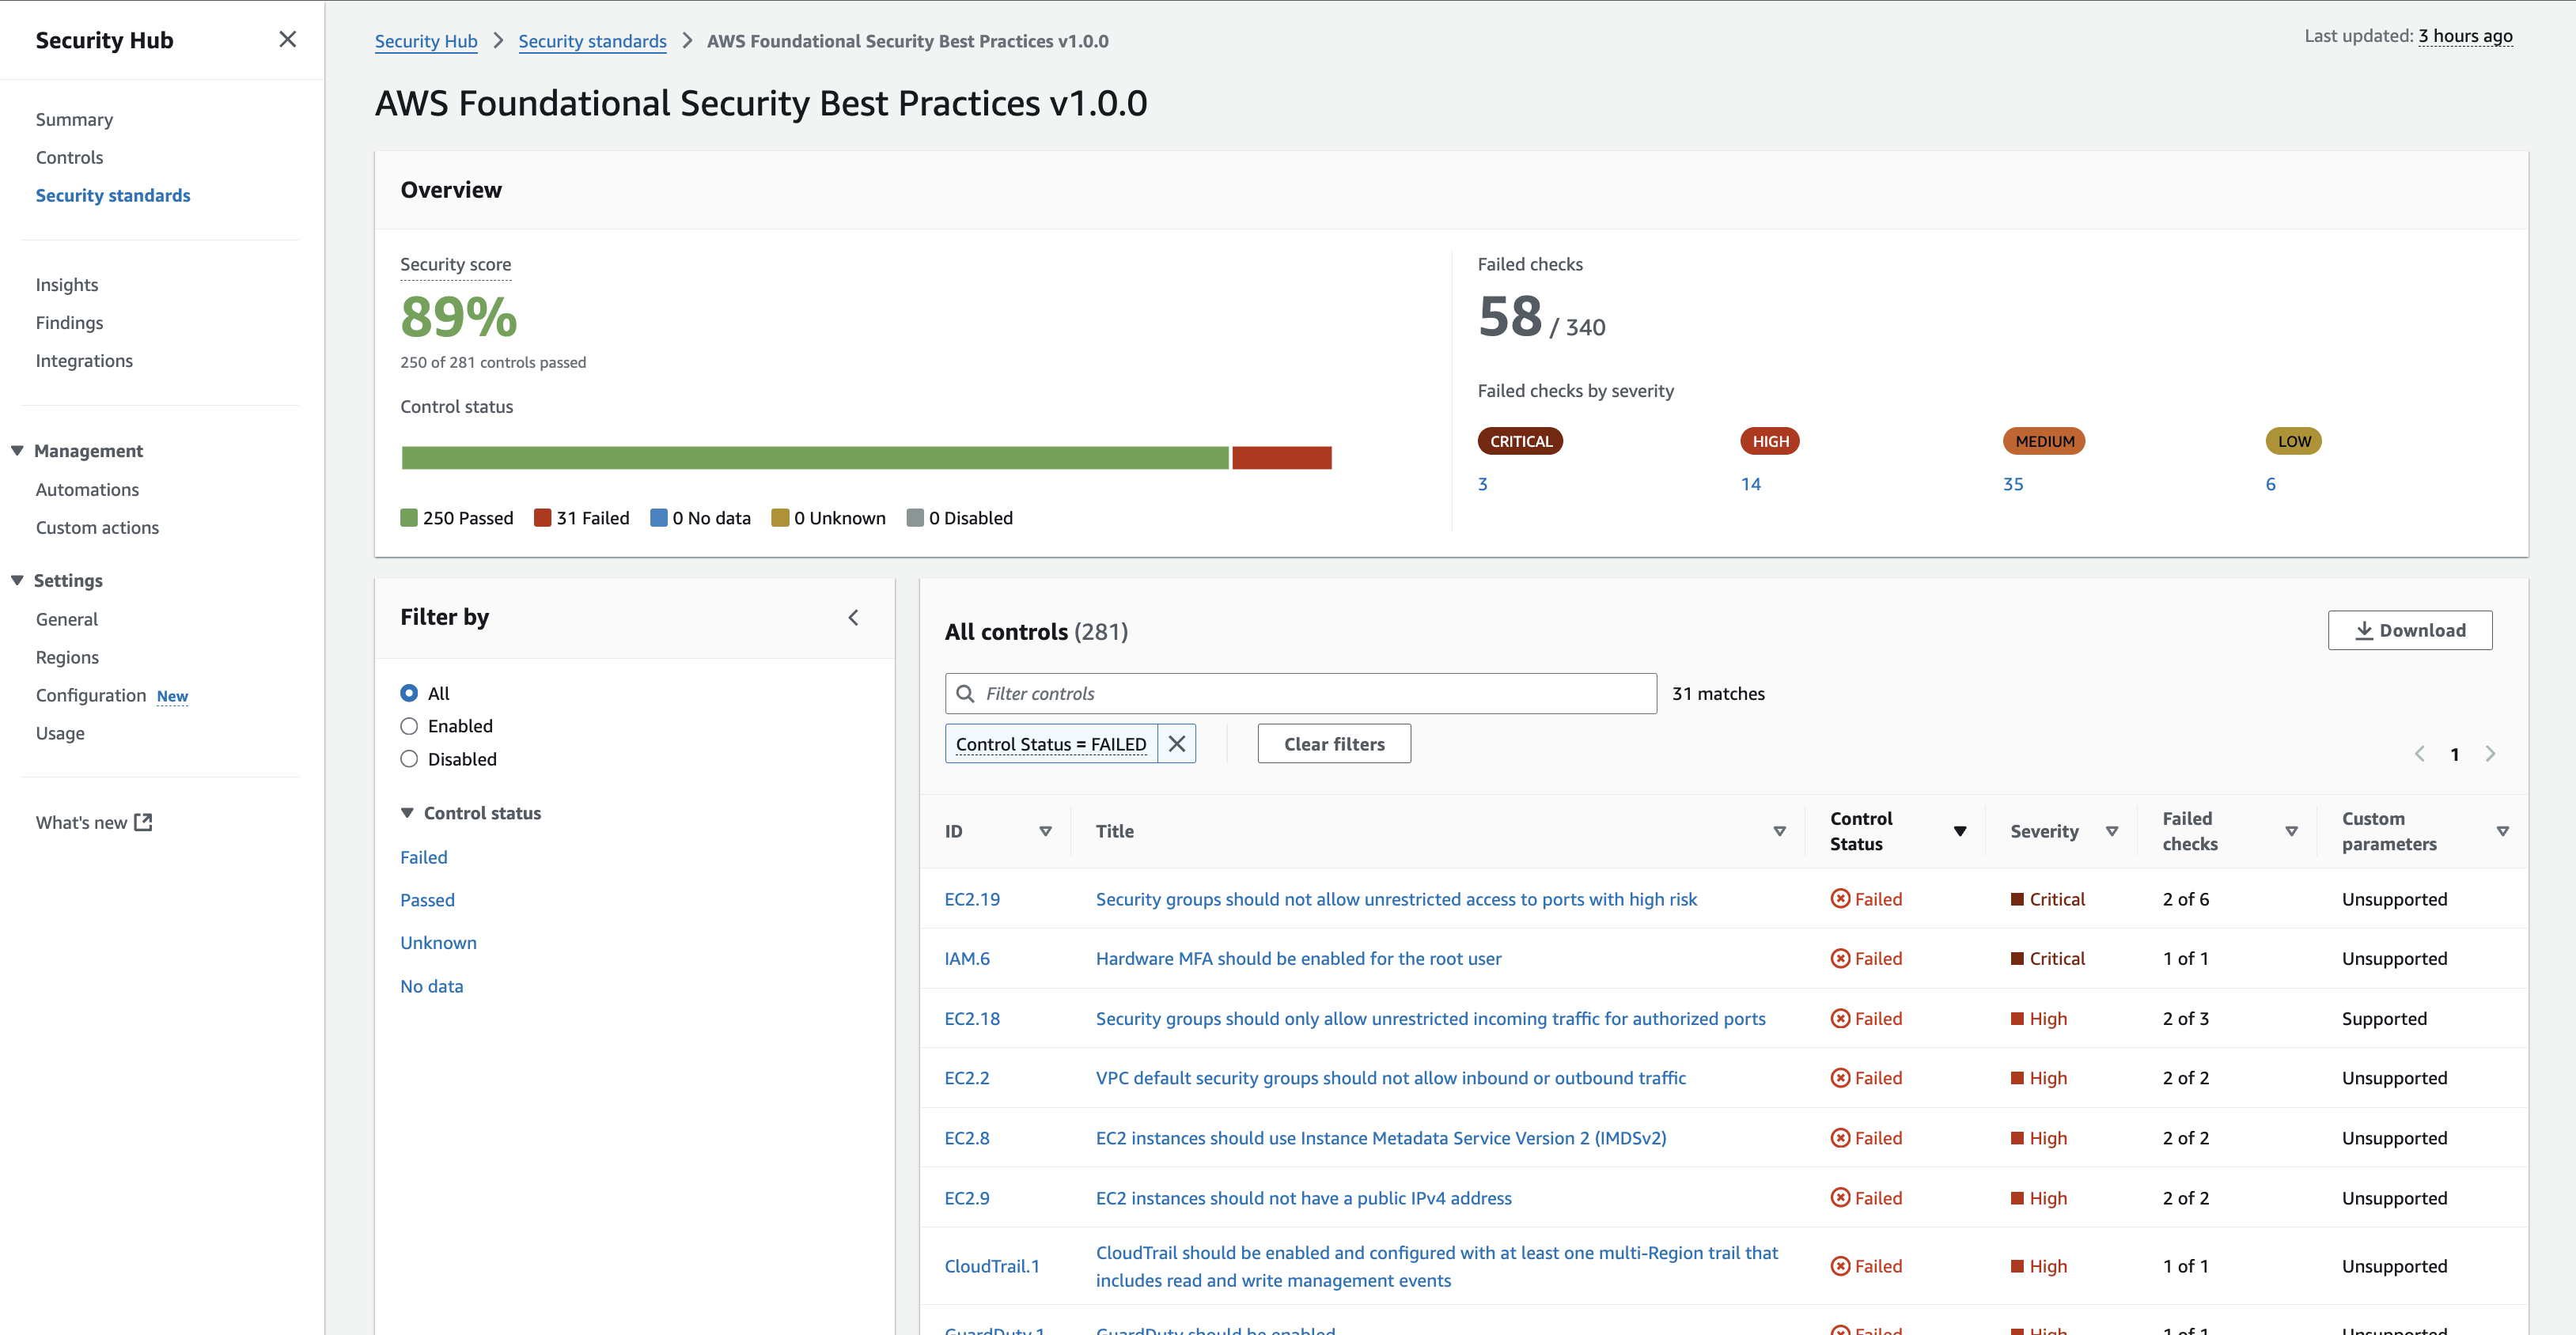 Security Hub
Summary
Controls
Security standards
Insights
Findings
Integrations
Management
Automations
Custom actions
Settings
General
Regions
Configuration New
Usage
What's new
Security Hub > Security standards > AWS Foundational Security Best Practices v1.0.0
Last updated: 3 hours ago
AWS Foundational Security Best Practices v1.0.0
Overview
Security score
89%
250 of 281 controls passed
Control status
250 Passed 31 Failed 0 No data 0 Unknown 0 Disabled
Failed checks
58 / 340
Failed checks by severity
CRITICAL HIGH MEDIUM LOW
3 14 35 6
Filter by
All
Enabled
Disabled
Control status
Failed
Passed
Unknown
No data
All controls (281)
Download
Filter controls
31 matches
Control Status = FAILED
Clear filters
1
ID Title Control Status Severity Failed checks Custom parameters
EC2.19 Security groups should not allow unrestricted access to ports with high risk Failed Critical 2 of 6 Unsupported
IAM.6 Hardware MFA should be enabled for the root user Failed Critical 1 of 1 Unsupported
EC2.18 Security groups should only allow unrestricted incoming traffic for authorized ports Failed High 2 of 3 Supported
EC2.2 VPC default security groups should not allow inbound or outbound traffic Failed High 2 of 2 Unsupported
EC2.8 EC2 instances should use Instance Metadata Service Version 2 (IMDSv2) Failed High 2 of 2 Unsupported
EC2.9 EC2 instances should not have a public IPv4 address Failed High 2 of 2 Unsupported
CloudTrail.1 CloudTrail should be enabled and configured with at least one multi-Region trail that
includes read and write management events Failed High 1 of 1 Unsupported
GuardDuty.1 GuardDuty should be enabled Failed High 1 of 1 Unsupported